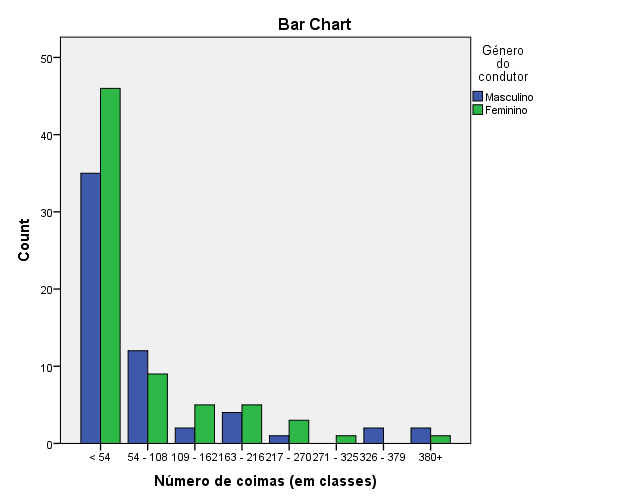 Bar Chart
Género
do
condutor
Masculino
Feminino
50
40
30
20
10
0
Count
< 54 54 - 108 109 - 162 163 - 216 217 - 270 271 - 325 326 - 379 380+
Número de coimas (em classes)